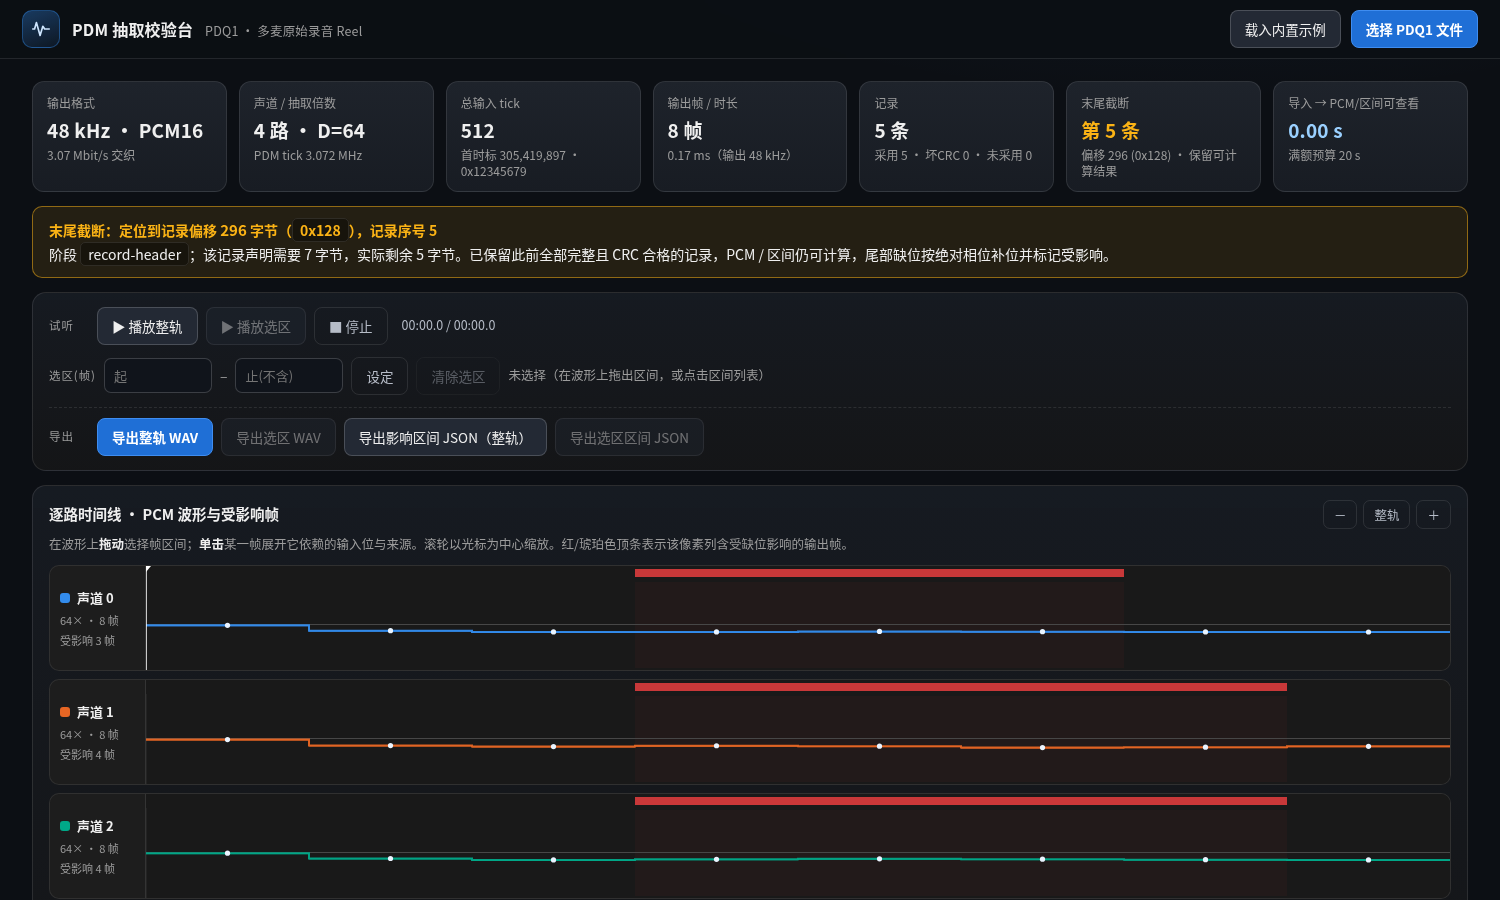 PDM 抽取校验台 PDQ1 · 多麦原始录音 Reel 载入内置示例 选择 PDQ1 文件
输出格式
48 kHz · PCM16
3.07 Mbit/s 交织
声道 / 抽取倍数
4 路 · D=64
PDM tick 3.072 MHz
总输入 tick
512
首时标 305,419,897 ·
0x12345679
输出帧 / 时长
8 帧
0.17 ms（输出 48 kHz）
记录
5 条
采用 5 · 坏CRC 0 · 未采用 0
末尾截断
第 5 条
偏移 296 (0x128) · 保留可计
算结果
导入 → PCM/区间可查看
0.00 s
满额预算 20 s
末尾截断：定位到记录偏移 296 字节（ 0x128 ），记录序号 5
阶段 record-header ；该记录声明需要 7 字节，实际剩余 5 字节。已保留此前全部完整且 CRC 合格的记录，PCM / 区间仍可计算，尾部缺位按绝对相位补位并标记受影响。
试听 ▶ 播放整轨 ▶ 播放选区 ■ 停止 00:00.0 / 00:00.0
选区(帧) 起 – 止(不含) 设定 清除选区 未选择（在波形上拖出区间，或点击区间列表）
导出 导出整轨 WAV 导出选区 WAV 导出影响区间 JSON（整轨） 导出选区区间 JSON
逐路时间线 · PCM 波形与受影响帧 − 整轨 +
在波形上拖动选择帧区间；单击某一帧展开它依赖的输入位与来源。滚轮以光标为中心缩放。红/琥珀色顶条表示该像素列含受缺位影响的输出帧。
声道 0
64× · 8 帧
受影响 3 帧
声道 1
64× · 8 帧
受影响 4 帧
声道 2
64× · 8 帧
受影响 4 帧